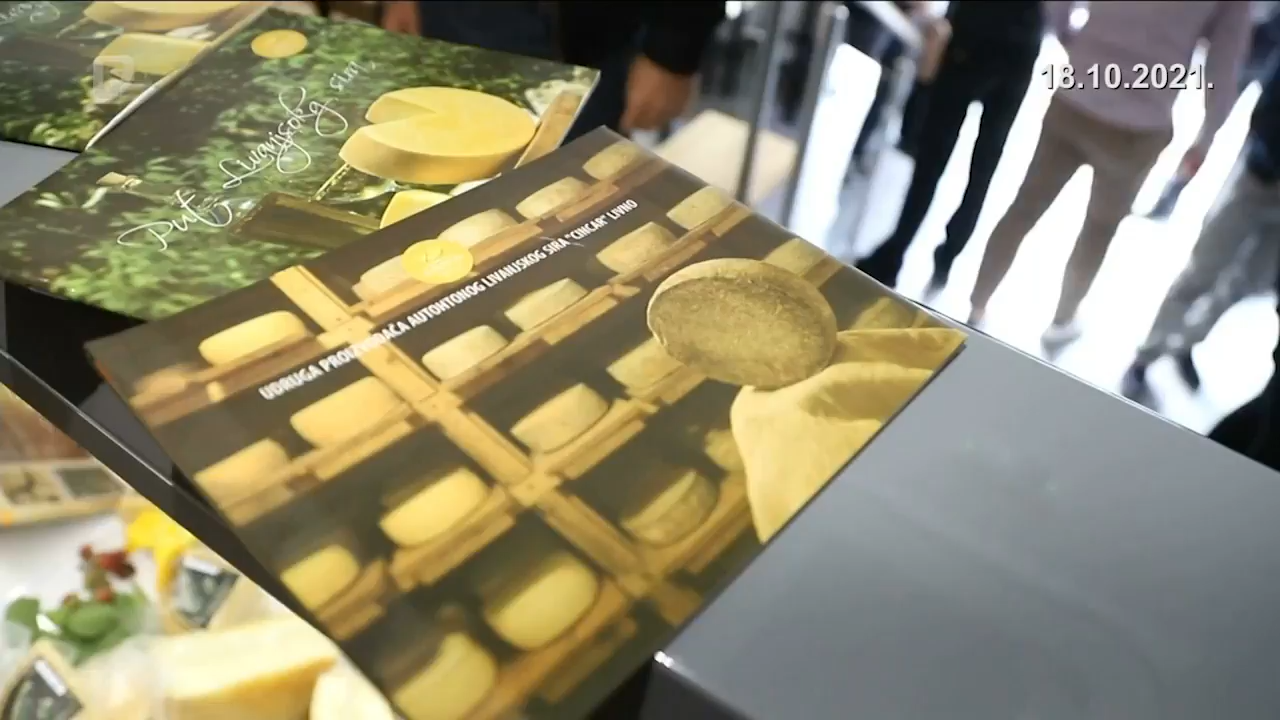 18.10.2021.
Put Livanjskog sira
UDRUGA PROIZVOĐAČA AUTOHTONOG LIVANJSKOG SIRA "CINCAR" LIVNO